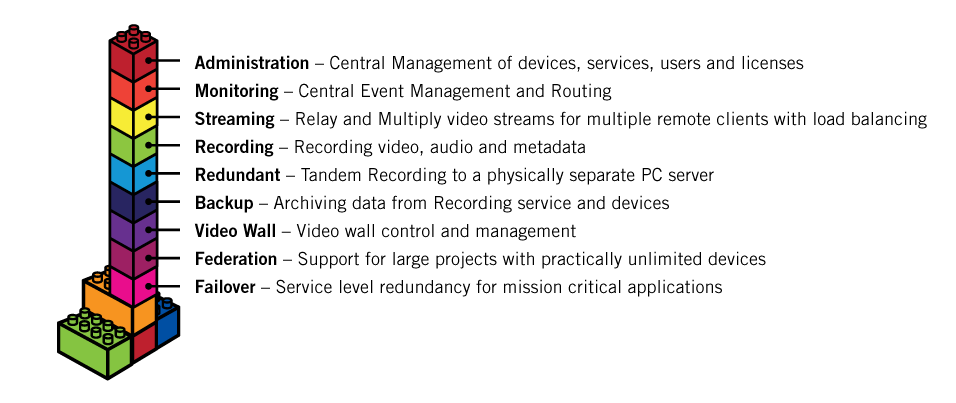 Administration – Central Management of devices, services, users and licenses
Monitoring – Central Event Management and Routing
Streaming – Relay and Multiply video streams for multiple remote clients with load balancing
Recording – Recording video, audio and metadata
Redundant – Tandem Recording to a physically separate PC server
Backup – Archiving data from Recording service and devices
Video Wall – Video wall control and management
Federation – Support for large projects with practically unlimited devices
Failover – Service level redundancy for mission critical applications